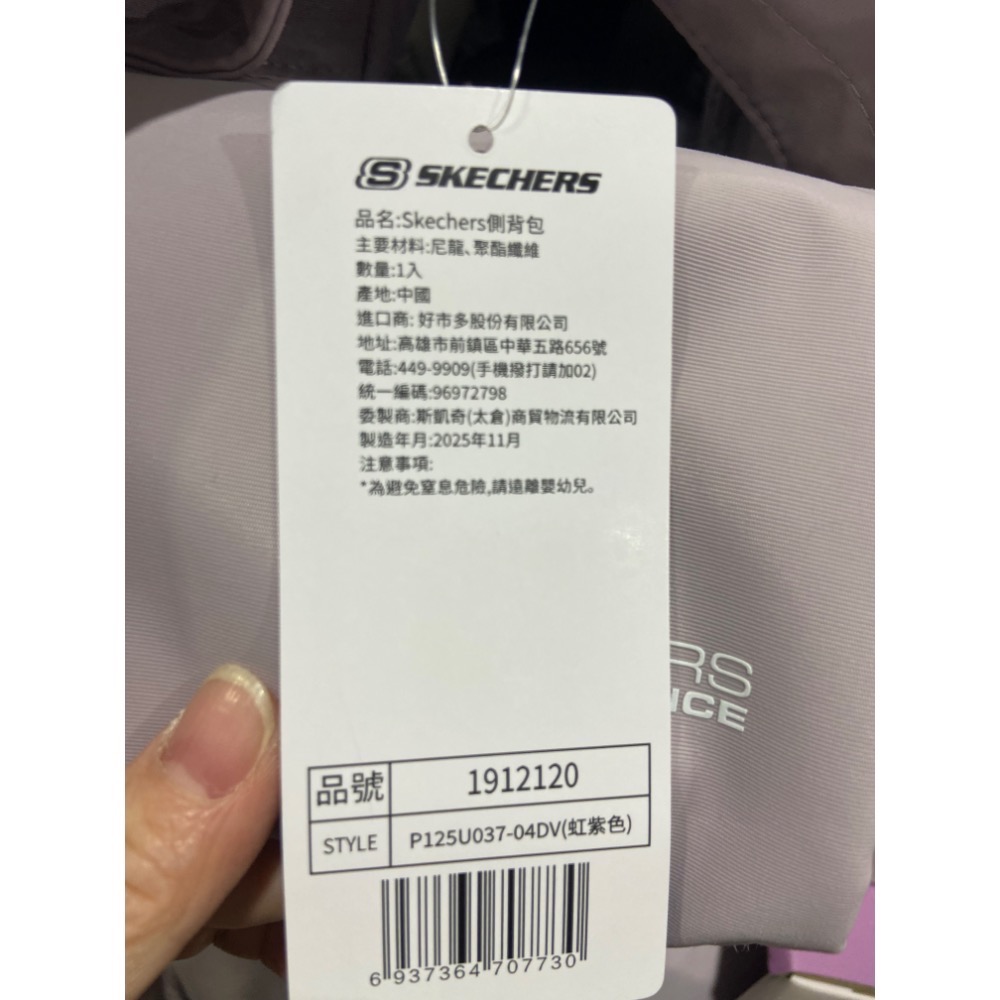 SKECHERS
品名:Skechers側背包
主要材料:尼龍、聚酯纖維
數量:1入
產地:中國
進口商: 好市多股份有限公司
地址:高雄市前鎮區中華五路656號
電話:449-9909(手機撥打請加02)
統一編碼:96972798
委製商:斯凱奇(太倉)商貿物流有限公司
製造年月:2025年11月
注意事項:
*為避免窒息危險,請遠離嬰幼兒。
RS
NCE
品號 1912120
STYLE P125U037-04DV(虹紫色)
6 937364 707730